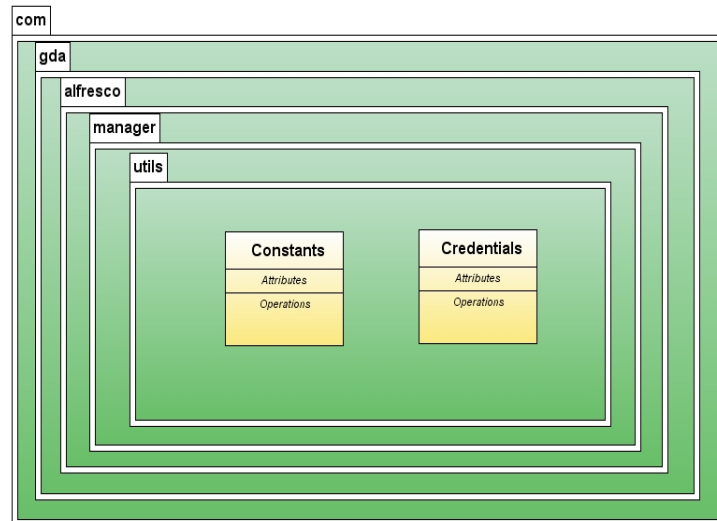 com
gda
alfresco
manager
utils
Constants
Attributes
Operations
Credentials
Attributes
Operations